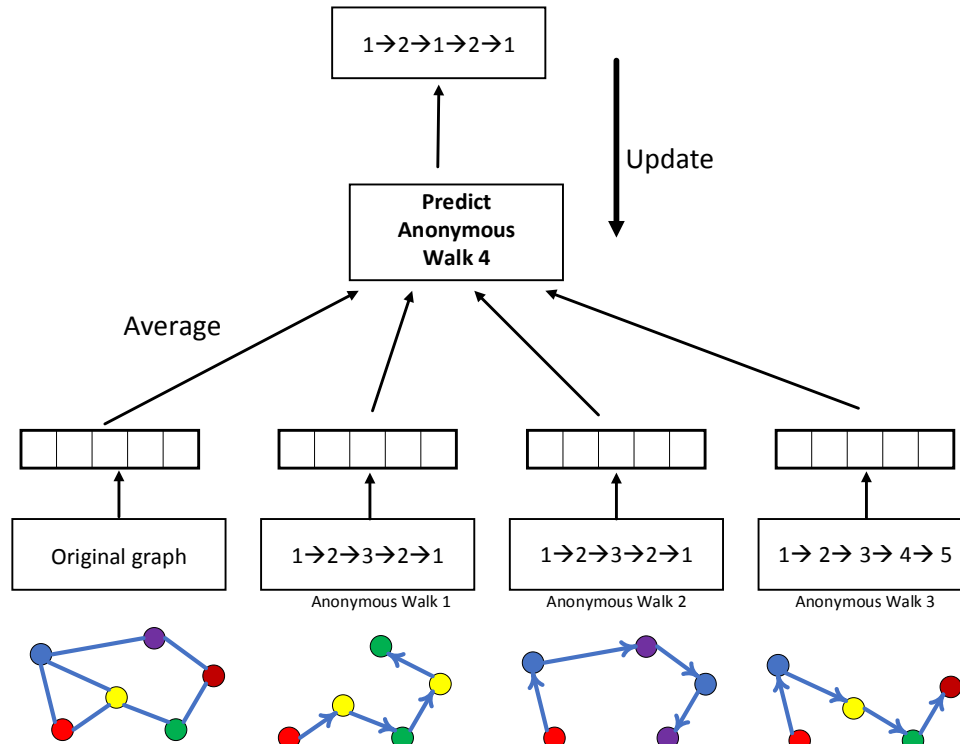 1→2→1→2→1
Update
Predict
Anonymous
Walk 4
Average
Original graph
1→2→3→2→1
1→2→3→2→1
1→ 2→ 3→ 4→ 5
Anonymous Walk 1
Anonymous Walk 2
Anonymous Walk 3